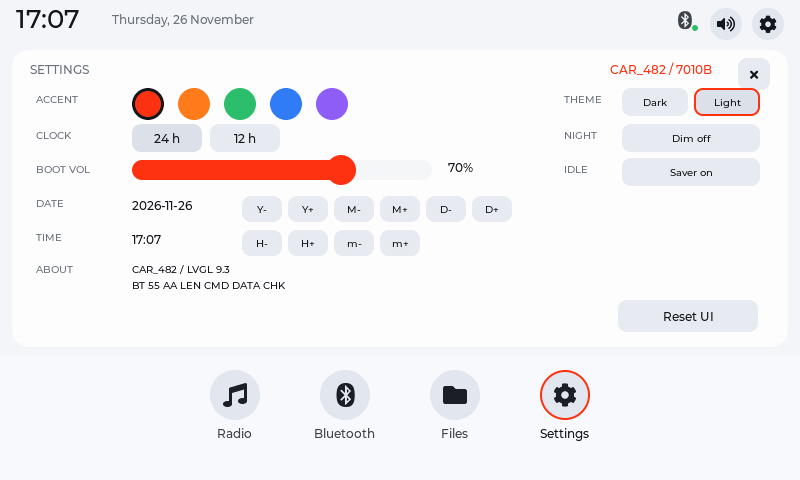 17:07
Thursday, 26 November
SETTINGS
CAR_482 / 7010B
ACCENT
THEME
Dark
Light
CLOCK
24 h
12 h
NIGHT
Dim off
BOOT VOL
70%
IDLE
Saver on
DATE
2026-11-26
Y-
Y+
M-
M+
D-
D+
TIME
17:07
H-
H+
m-
m+
ABOUT
CAR_482 / LVGL 9.3
BT 55 AA LEN CMD DATA CHK
Reset UI
Radio
Bluetooth
Files
Settings